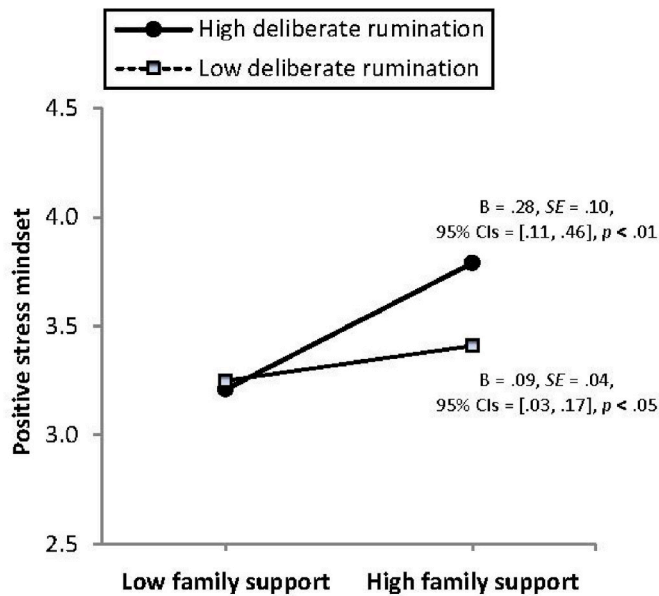 High deliberate rumination
Low deliberate rumination
4.5
4.0
3.5
3.0
2.5
Positive stress mindset
B = .28, SE = .10,
95% CIs = [.11, .46], p < .01
B = .09, SE = .04,
95% CIs = [.03, .17], p < .05
Low family support
High family support